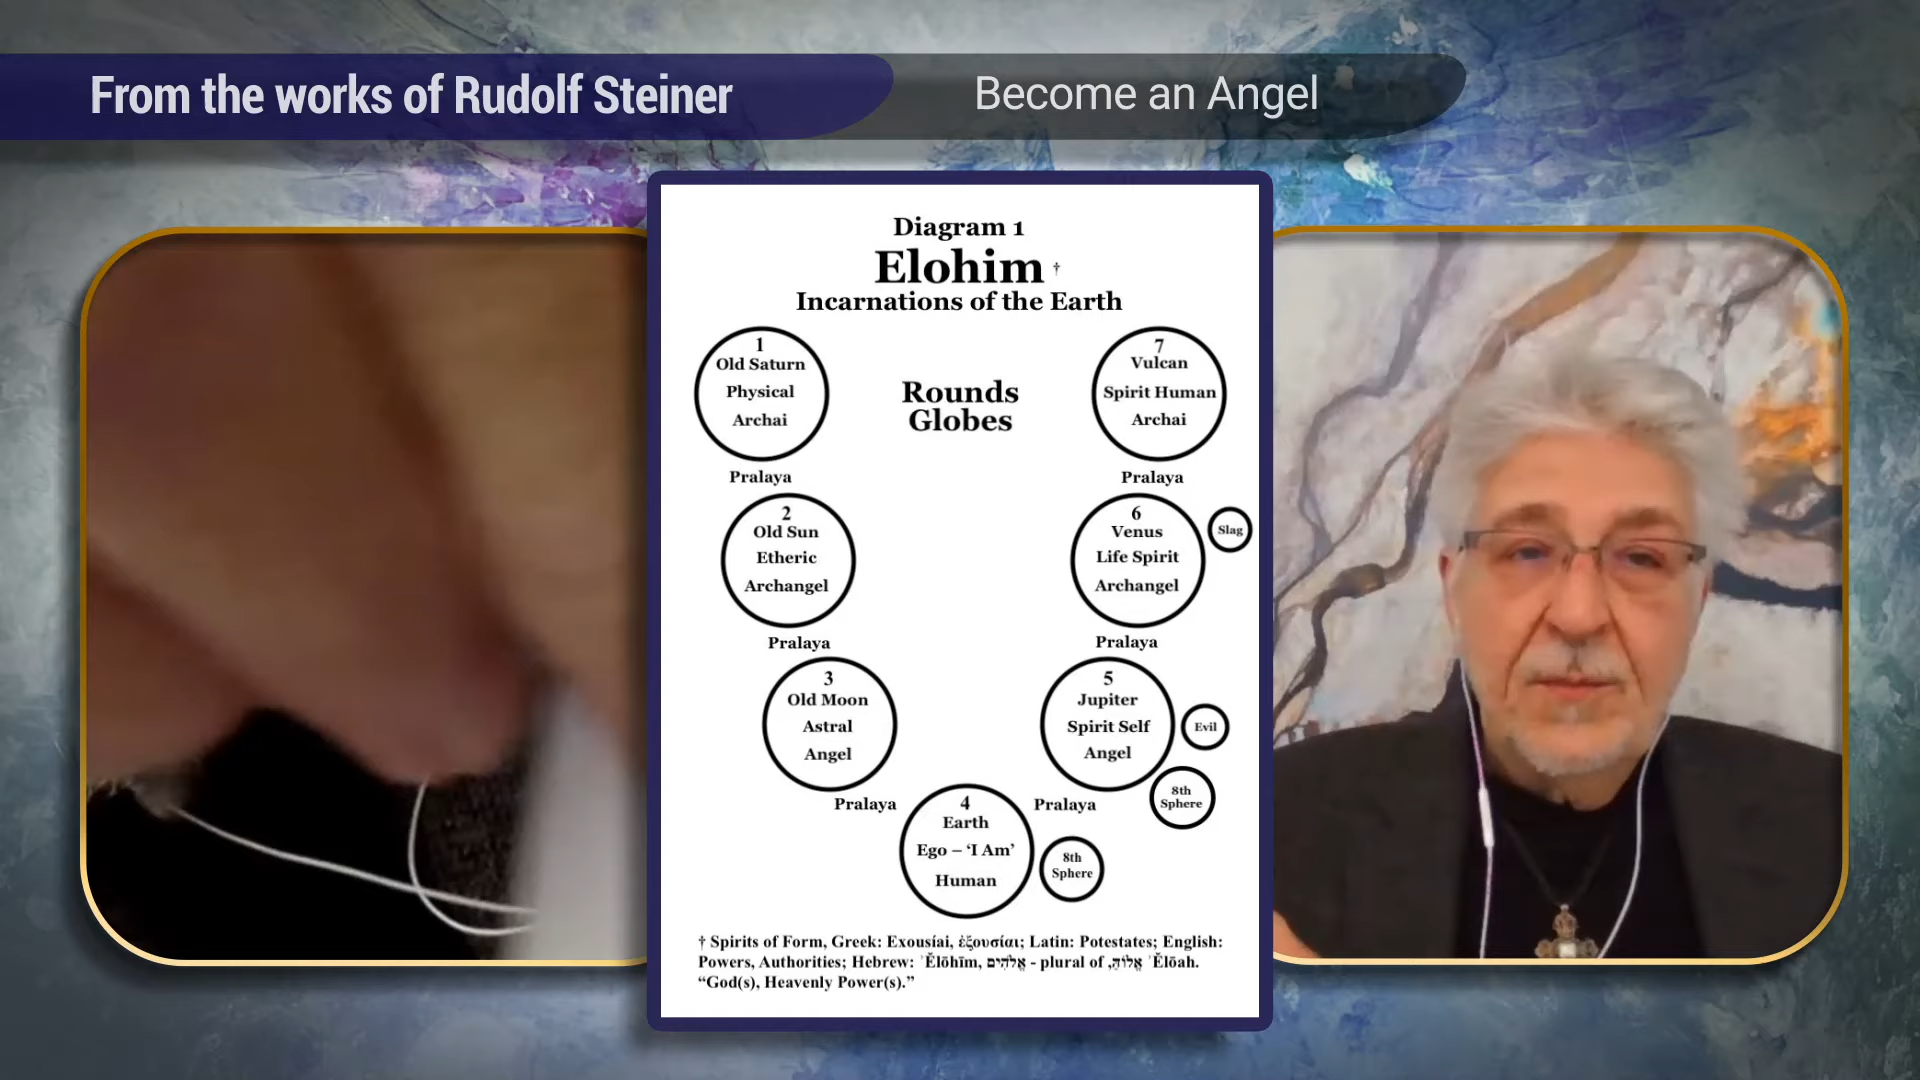 From the works of Rudolf Steiner
Become an Angel
Diagram 1
Elohim †
Incarnations of the Earth
1
Old Saturn
Physical
Archai
Rounds
Globes
7
Vulcan
Spirit Human
Archai
Pralaya
Pralaya
2
Old Sun
Etheric
Archangel
6
Venus
Life Spirit
Archangel
Slag
Pralaya
Pralaya
3
Old Moon
Astral
Angel
5
Jupiter
Spirit Self
Angel
Evil
8th
Sphere
Pralaya
Pralaya
4
Earth
Ego – ‘I Am’
Human
8th
Sphere
† Spirits of Form, Greek: Exousíai, ἐξουσίαι; Latin: Potestates; English:
Powers, Authorities; Hebrew: ʾĔlōhīm, אֱלֹהִים - plural of אֱלוֹהַּ, ʾĔlōah.
“God(s), Heavenly Power(s).”